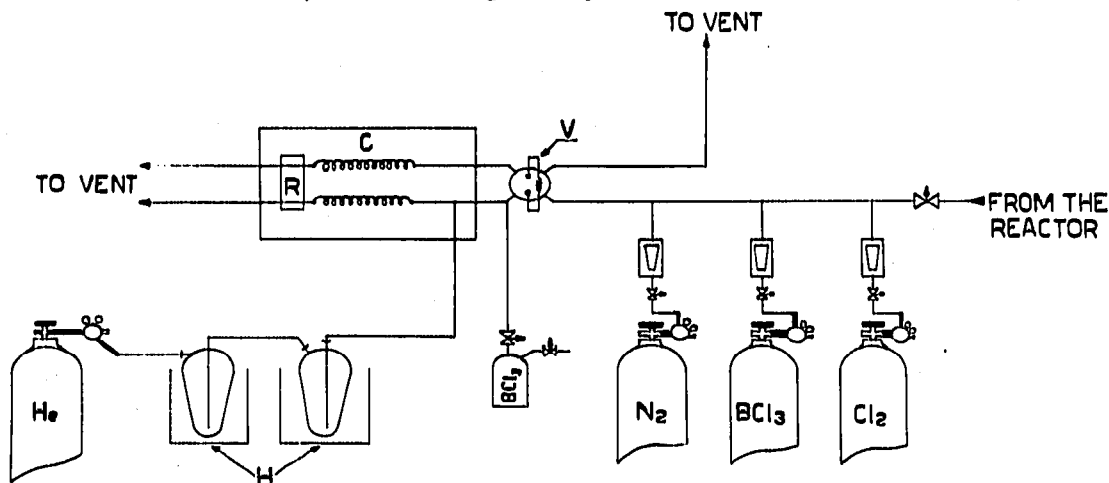 TO VENT
V
C
TO VENT
R
FROM THE
REACTOR
He
BCl3
N2
BCl3
Cl2
H